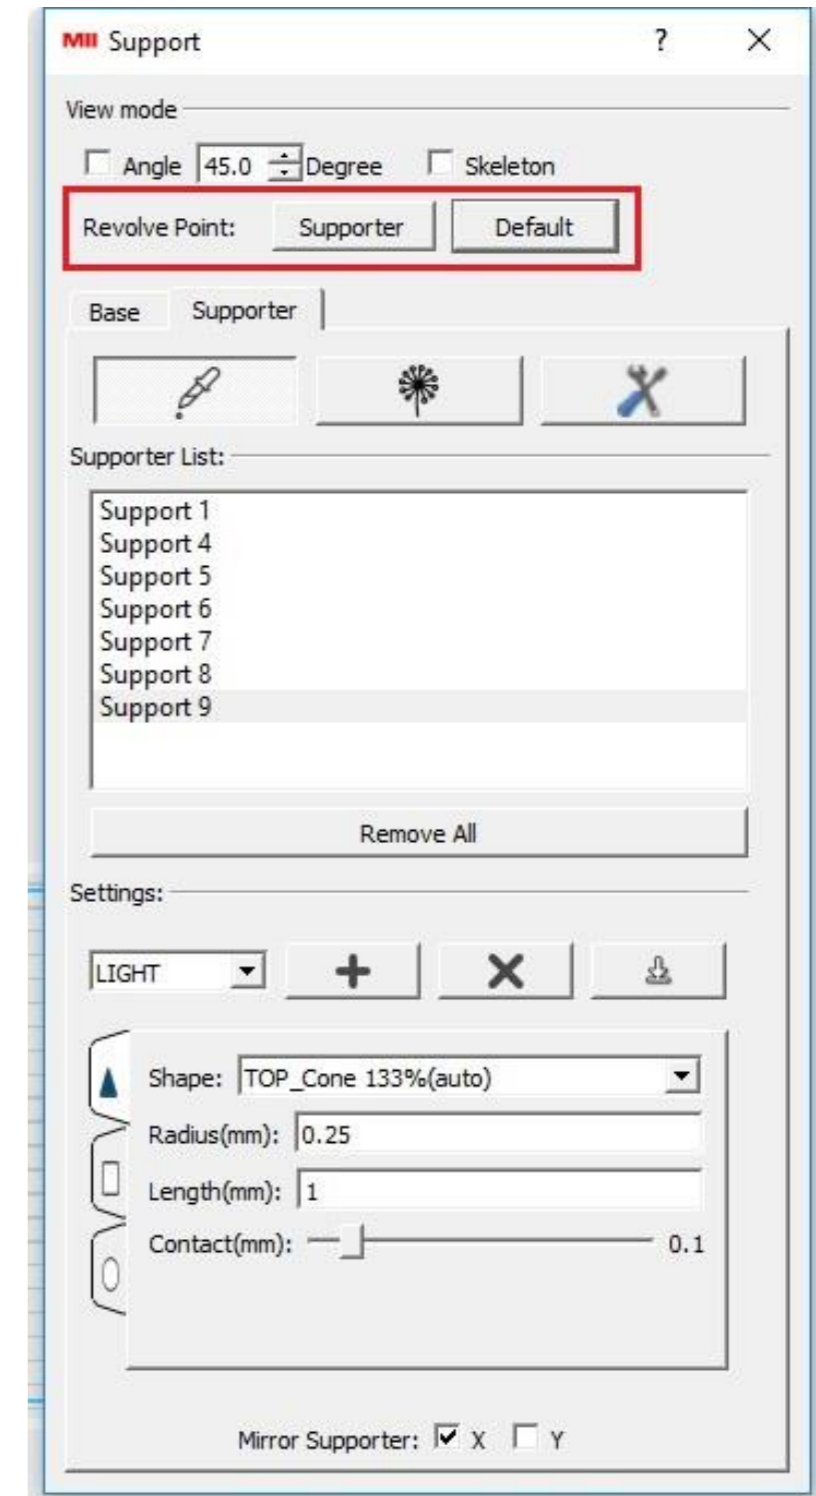 MII Support ? X
View mode
Angle 45.0 Degree Skeleton
Revolve Point: Supporter Default
Base Supporter
Supporter List:
Support 1
Support 4
Support 5
Support 6
Support 7
Support 8
Support 9
Remove All
Settings:
LIGHT
Shape: TOP_Cone 133%(auto)
Radius(mm): 0.25
Length(mm): 1
Contact(mm): 0.1
Mirror Supporter: X Y